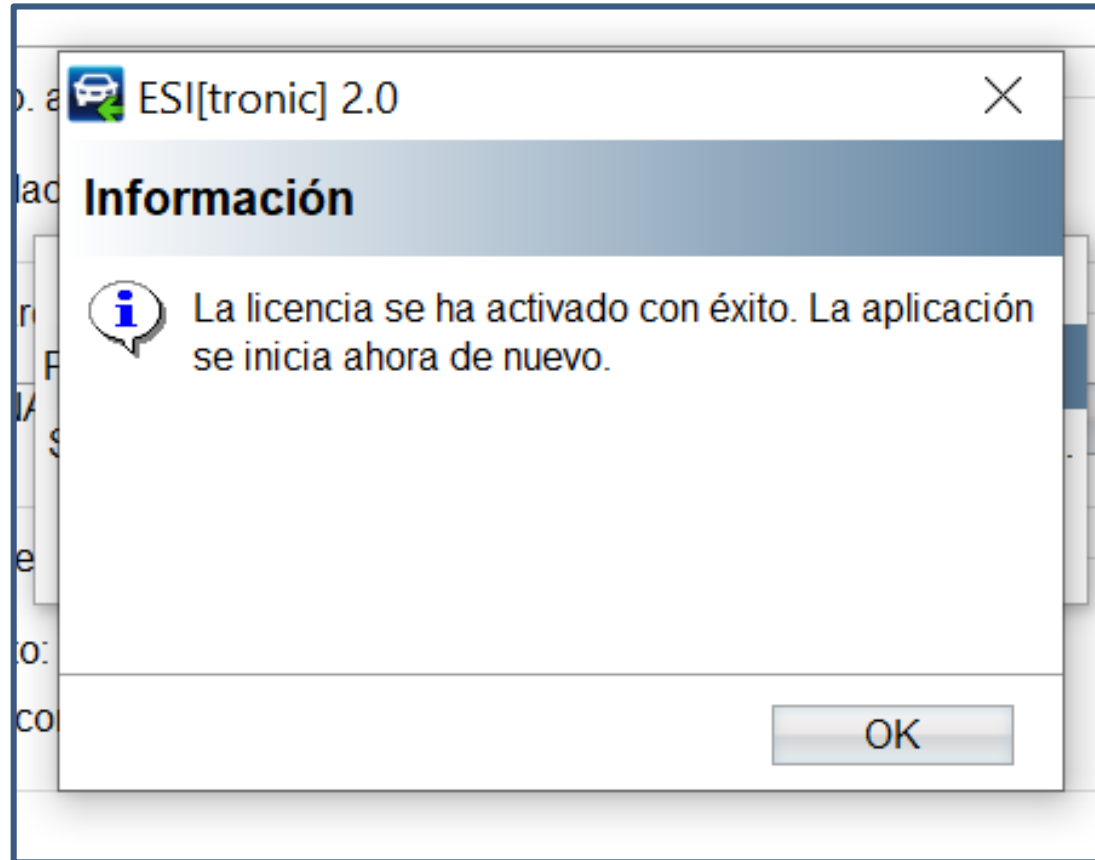 ESI[tronic] 2.0
Información
La licencia se ha activado con éxito. La aplicación
se inicia ahora de nuevo.
to:
OK